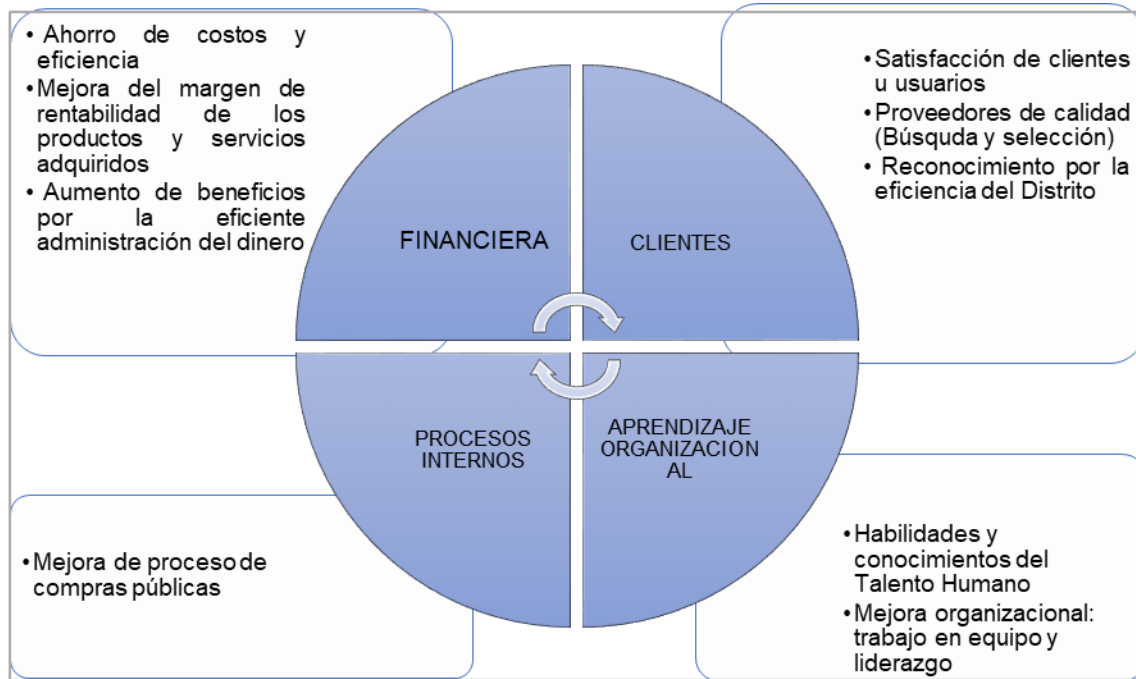 • Ahorro de costos y
eficiencia
•Mejora del margen de
rentabilidad de los
productos y servicios
adquiridos
• Aumento de beneficios
por la eficiente
administración del dinero
FINANCIERA
CLIENTES
•Satisfacción de clientes
u usuarios
•Proveedores de calidad
(Búsquda y selección)
• Reconocimiento por la
eficiencia del Distrito
PROCESOS
INTERNOS
APRENDIZAJE
ORGANIZACION
AL
•Mejora de proceso de
compras públicas
•Habilidades y
conocimientos del
Talento Humano
•Mejora organizacional:
trabajo en equipo y
liderazgo